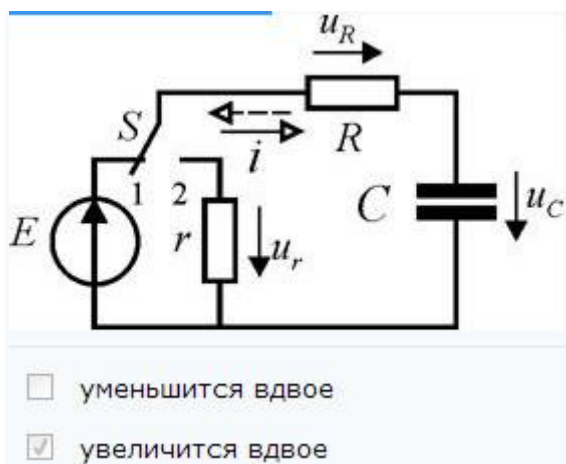 u_R
S
i
R
1 2
E
r
u_r
C
u_C
уменьшится вдвое
увеличится вдвое